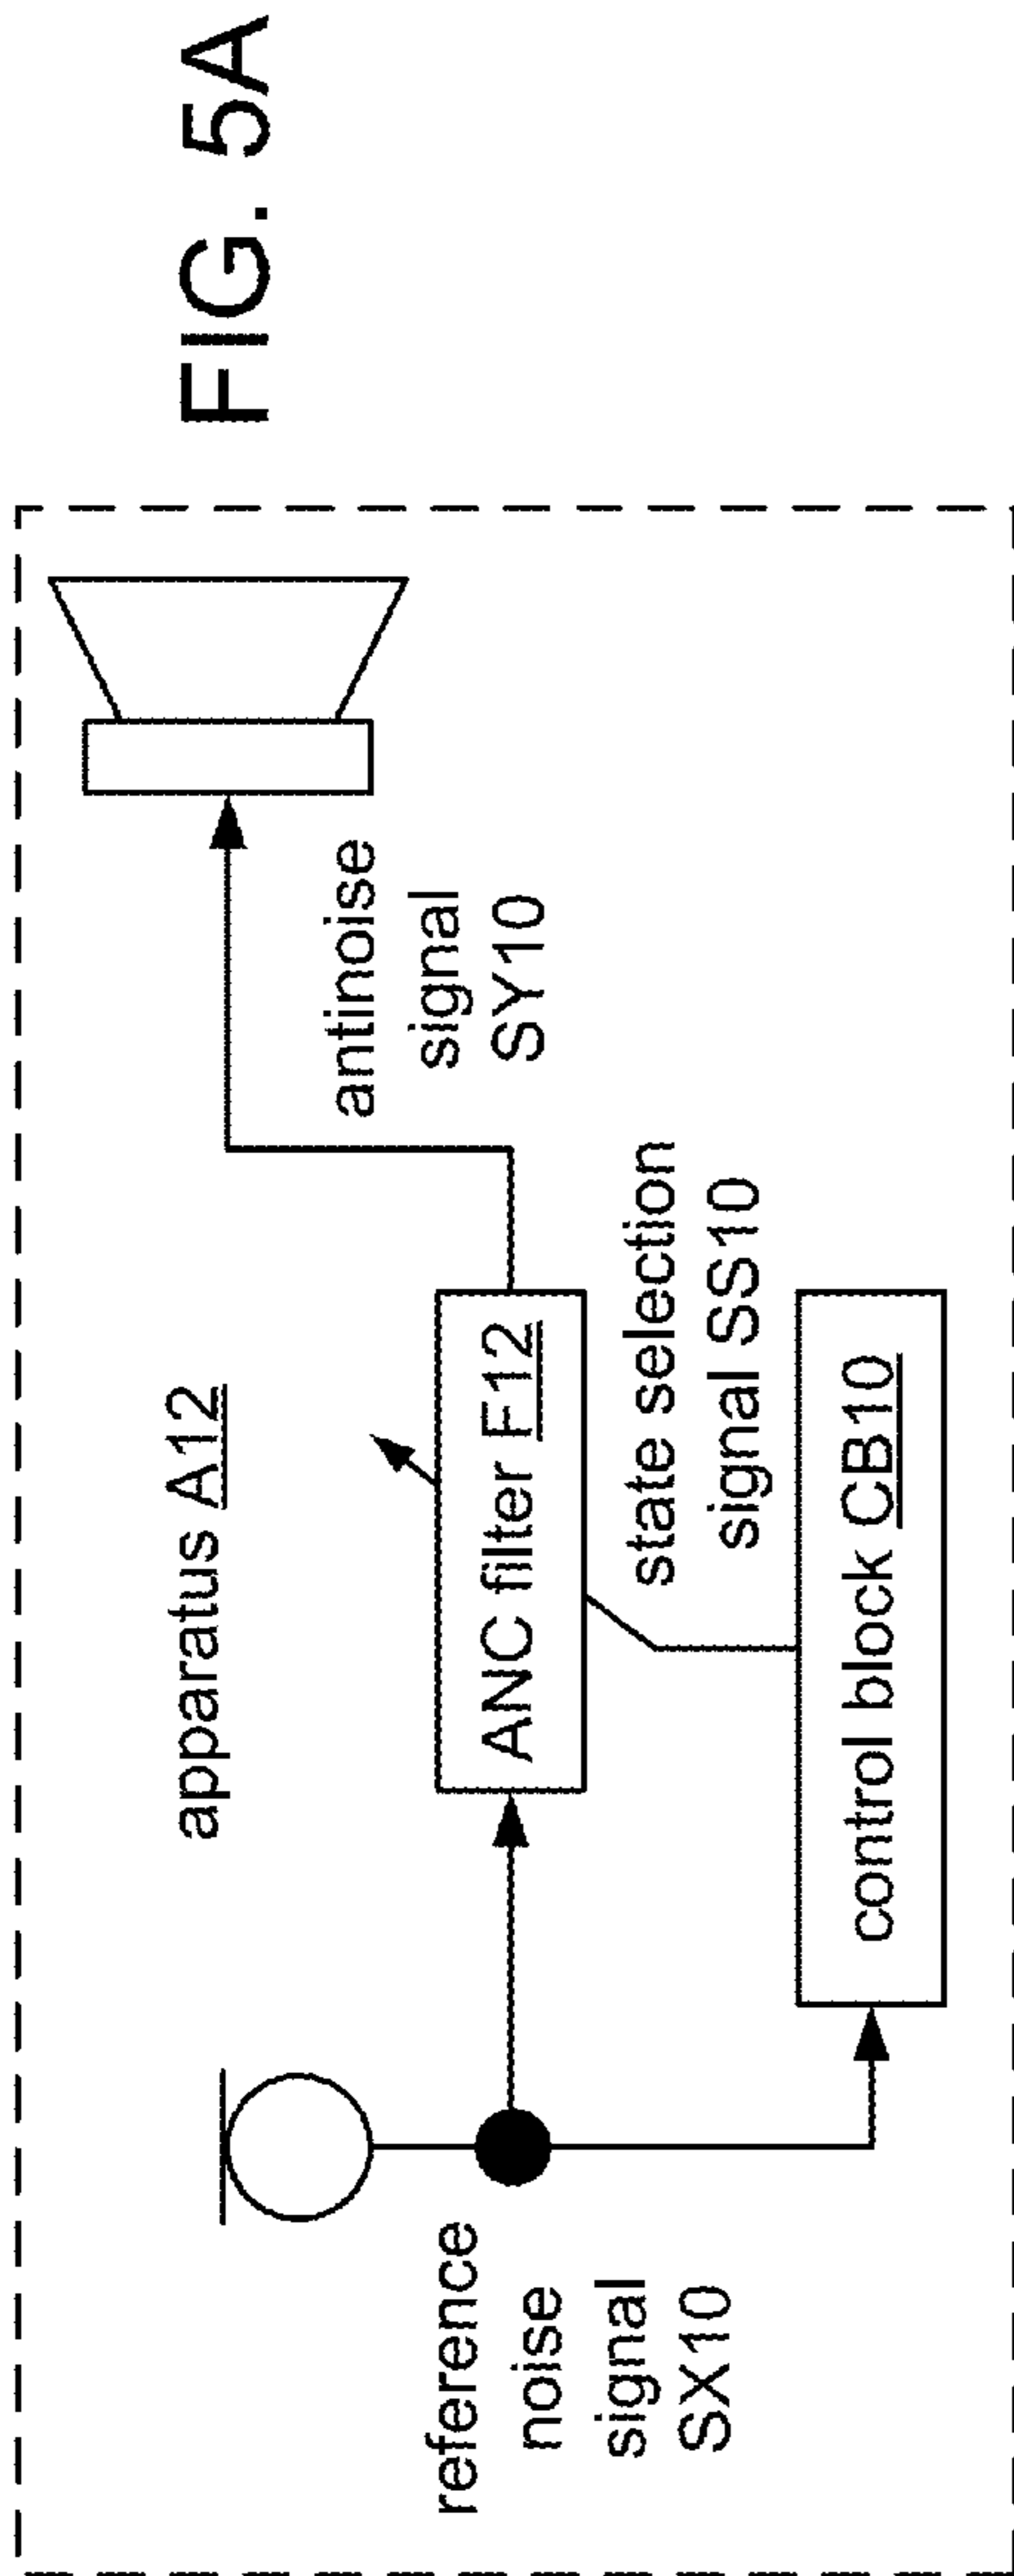 FIG. 5A
apparatus A12
reference
noise
signal
SX10
ANC filter F12
antinoise
signal
SY10
state selection
signal SS10
control block CB10